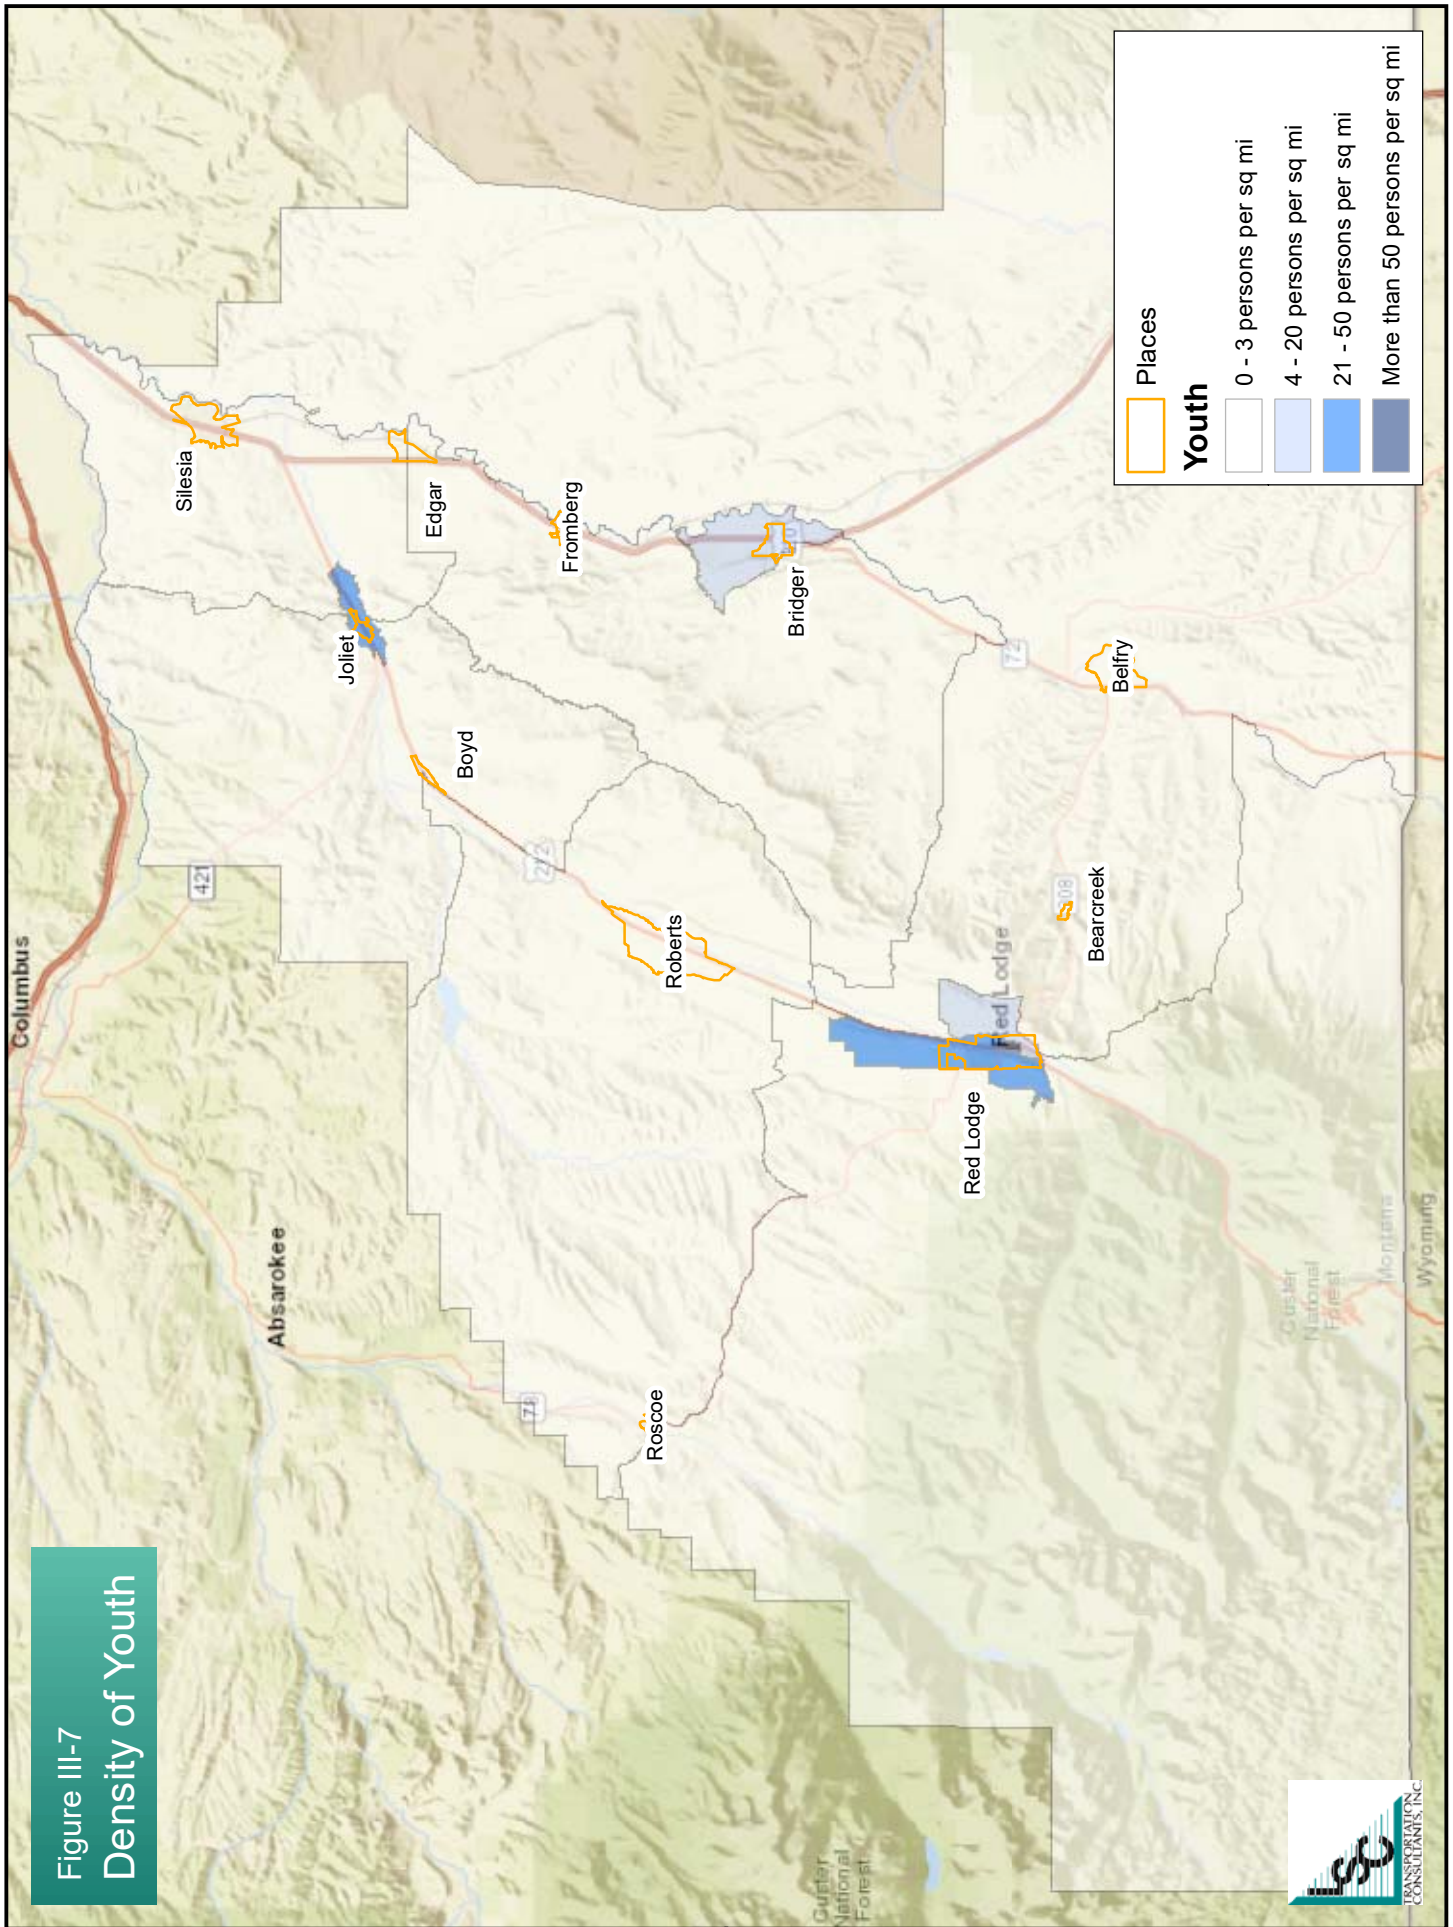 Figure III-7
Density of Youth
Columbus
Absarokee
421
Silesia
Edgar
Joliet
Fromberg
Boyd
212
Bridger
Roberts
78
Roscoe
72
Belfry
308
Bearcreek
Red Lodge
Red Lodge
Custer
National
Forest
Custer
National
Forest
Montana
Wyoming
Places
Youth
0 - 3 persons per sq mi
4 - 20 persons per sq mi
21 - 50 persons per sq mi
More than 50 persons per sq mi
LSC
TRANSPORTATION
CONSULTANTS, INC.